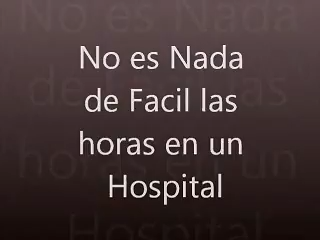 No es Nada
de Facil las
horas en un
Hospital